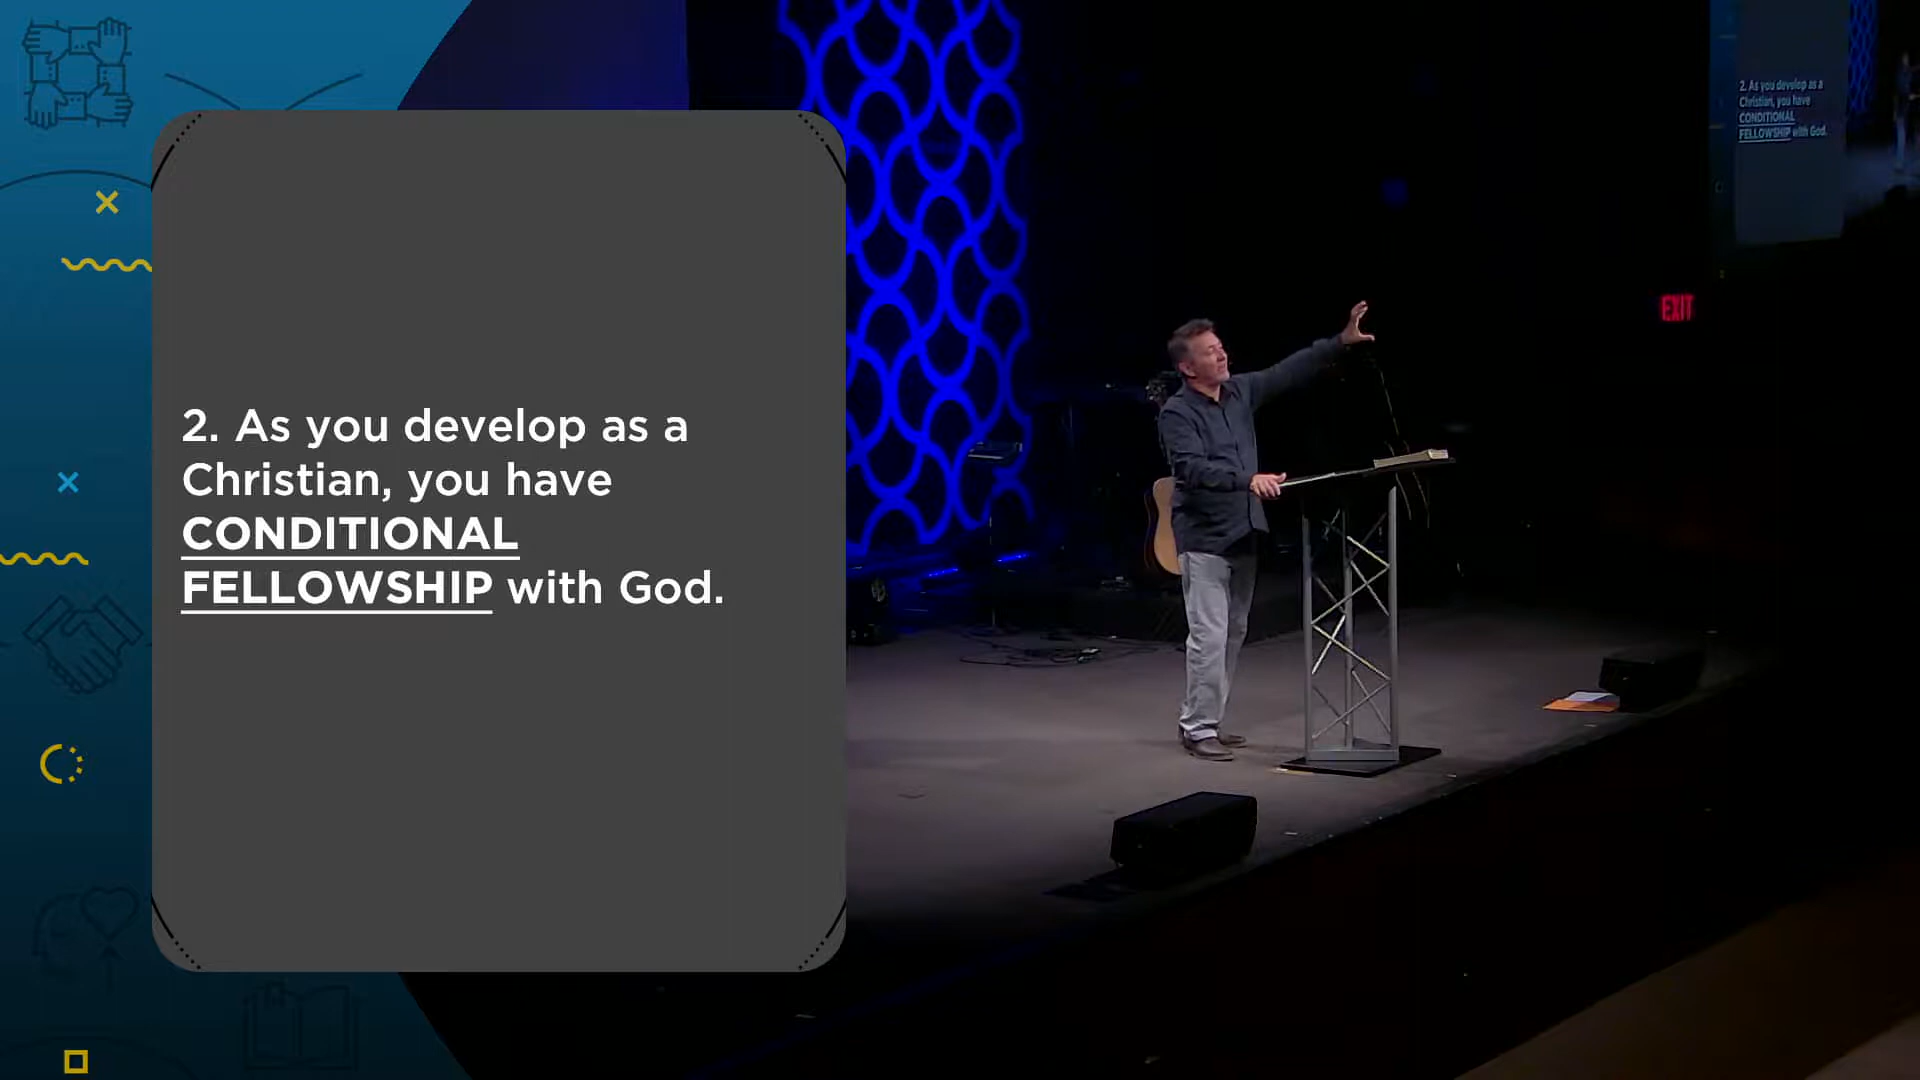 2. As you develop as a
Christian, you have
CONDITIONAL
FELLOWSHIP with God.
2. As you develop as a
Christian, you have
CONDITIONAL
FELLOWSHIP with God.
EXIT